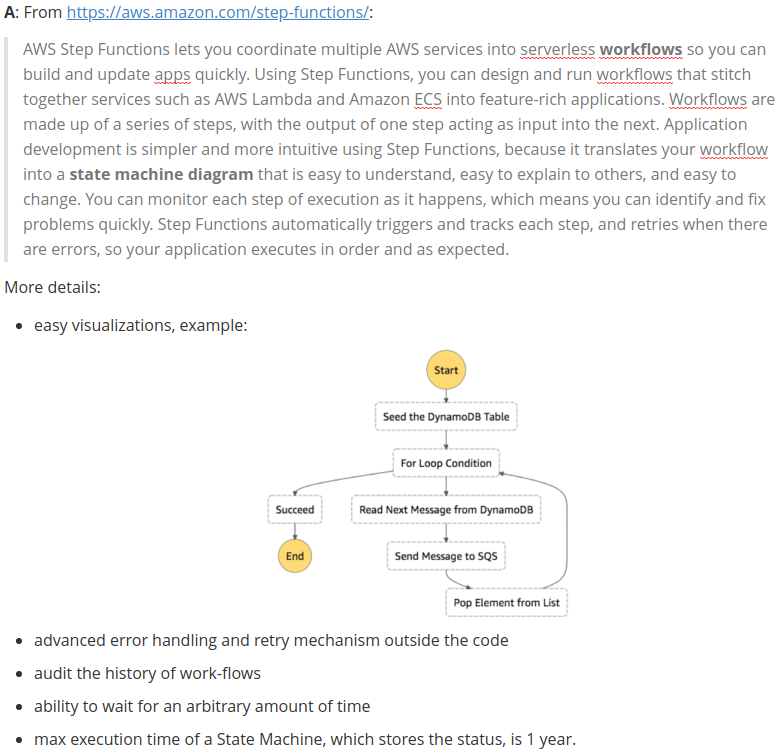 A: From https://aws.amazon.com/step-functions/:
AWS Step Functions lets you coordinate multiple AWS services into serverless workflows so you can
build and update apps quickly. Using Step Functions, you can design and run workflows that stitch
together services such as AWS Lambda and Amazon ECS into feature-rich applications. Workflows are
made up of a series of steps, with the output of one step acting as input into the next. Application
development is simpler and more intuitive using Step Functions, because it translates your workflow
into a state machine diagram that is easy to understand, easy to explain to others, and easy to
change. You can monitor each step of execution as it happens, which means you can identify and fix
problems quickly. Step Functions automatically triggers and tracks each step, and retries when there
are errors, so your application executes in order and as expected.
More details:
• easy visualizations, example:
Start
Seed the DynamoDB Table
For Loop Condition
Succeed
Read Next Message from DynamoDB
End
Send Message to SQS
Pop Element from List
• advanced error handling and retry mechanism outside the code
• audit the history of work-flows
• ability to wait for an arbitrary amount of time
• max execution time of a State Machine, which stores the status, is 1 year.